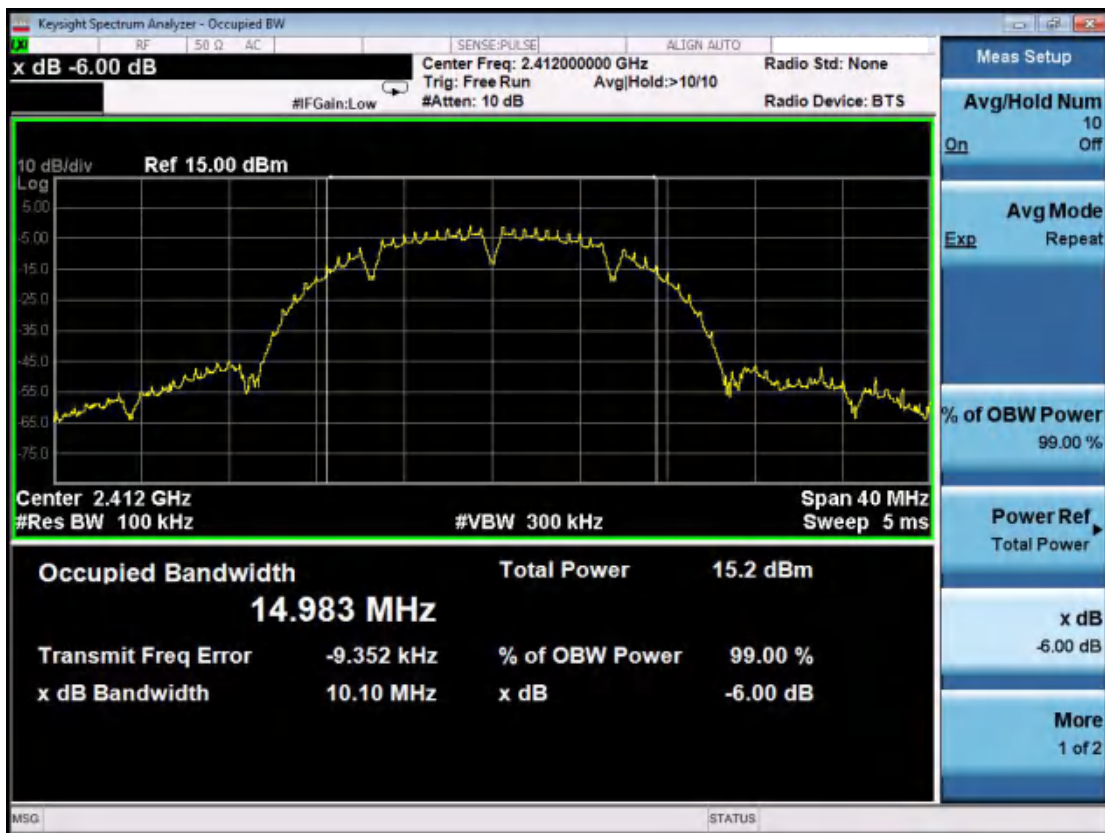 Keysight Spectrum Analyzer - Occupied BW
LXI RF 50 Ω AC SENSE:PULSE ALIGN AUTO
x dB -6.00 dB
Center Freq: 2.412000000 GHz
Radio Std: None
Trig: Free Run Avg|Hold:>10/10
#IFGain:Low #Atten: 10 dB Radio Device: BTS
10 dB/div Ref 15.00 dBm
Log
5.00
-5.00
-15.0
-25.0
-35.0
-45.0
-55.0
-65.0
-75.0
Center 2.412 GHz Span 40 MHz
#Res BW 100 kHz #VBW 300 kHz Sweep 5 ms
Occupied Bandwidth Total Power 15.2 dBm
14.983 MHz
Transmit Freq Error -9.352 kHz % of OBW Power 99.00 %
x dB Bandwidth 10.10 MHz x dB -6.00 dB
MSG STATUS
Meas Setup
Avg/Hold Num
10
On Off
Avg Mode
Exp Repeat
% of OBW Power
99.00 %
Power Ref
Total Power
x dB
-6.00 dB
More
1 of 2